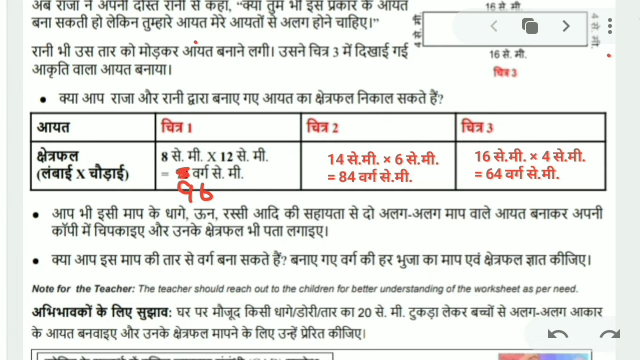 अब राजा ने अपनी दोस्त रानी से कहा, "क्या तुम भी इस प्रकार के आयत
बना सकती हो लेकिन तुम्हारे आयत मेरे आयतों से अलग होने चाहिए।"
रानी भी उस तार को मोड़कर आयत बनाने लगी। उसने चित्र 3 में दिखाई गई
आकृति वाला आयत बनाया।
16 से. मी.
4 से. मी.
4 से. मी.
16 से. मी.
चित्र 3
• क्या आप राजा और रानी द्वारा बनाए गए आयत का क्षेत्रफल निकाल सकते हैं?
आयत चित्र 1 चित्र 2 चित्र 3
क्षेत्रफल 8 से. मी. X 12 से. मी. 14 से.मी. × 6 से.मी. 16 से.मी. × 4 से.मी.
(लंबाई X चौड़ाई) = वर्ग से. मी. = 84 वर्ग से.मी. = 64 वर्ग से.मी.
96
• आप भी इसी माप के धागे, ऊन, रस्सी आदि की सहायता से दो अलग-अलग माप वाले आयत बनाकर अपनी
कॉपी में चिपकाइए और उनके क्षेत्रफल भी पता लगाइए।
• क्या आप इस माप की तार से वर्ग बना सकते हैं? बनाए गए वर्ग की हर भुजा का माप एवं क्षेत्रफल ज्ञात कीजिए।
Note for the Teacher: The teacher should reach out to the children for better understanding of the worksheet as per need.
अभिभावकों के लिए सुझाव: घर पर मौजूद किसी धागे/डोरी/तार का 20 से. मी. टुकड़ा लेकर बच्चों से अलग-अलग आकार
के आयत बनवाइए और उनके क्षेत्रफल मापने के लिए उन्हें प्रेरित कीजिए।